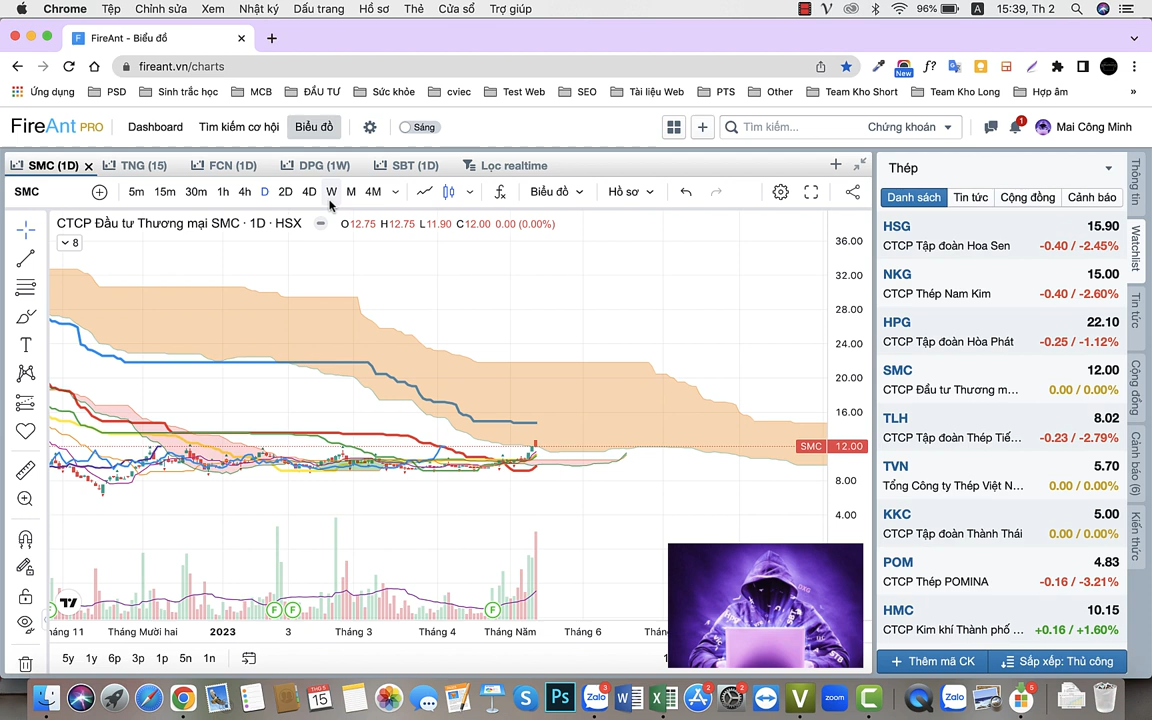 Chrome Tệp Chỉnh sửa Xem Nhật ký Dấu trang Hồ sơ Thẻ Cửa sổ Trợ giúp 96% A 15:39, Th 2
FireAnt - Biểu đồ
fireant.vn/charts New
Ứng dụng PSD Sinh trắc học MCB ĐẦU TƯ Sức khỏe cviec Test Web SEO Tài liệu Web PTS Other Team Kho Short Team Kho Long Hợp âm »
FireAnt PRO Dashboard Tìm kiếm cơ hội Biểu đồ Sáng Tìm kiếm... Chứng khoán 1 Mai Công Minh
SMC (1D) TNG (15) FCN (1D) DPG (1W) SBT (1D) Lọc realtime
SMC 5m 15m 30m 1h 4h D 2D 4D W M 4M Biểu đồ Hồ sơ
CTCP Đầu tư Thương mại SMC · 1D · HSX O12.75 H12.75 L11.90 C12.00 0.00 (0.00%)
8
36.00
32.00
28.00
24.00
20.00
16.00
SMC 12.00
8.00
4.00
F F F
Tháng Mười hai 2023 3 Tháng 3 Tháng 4 Tháng Năm Tháng 6
5y 1y 6p 3p 1p 5n 1n
Thép
Danh sách Tin tức Cộng đồng Cảnh báo
HSG 15.90
CTCP Tập đoàn Hoa Sen -0.40 / -2.45%
NKG 15.00
CTCP Thép Nam Kim -0.40 / -2.60%
HPG 22.10
CTCP Tập đoàn Hòa Phát -0.25 / -1.12%
SMC 12.00
CTCP Đầu tư Thương m... 0.00 / 0.00%
TLH 8.02
CTCP Tập đoàn Thép Tiế... -0.23 / -2.79%
TVN 5.70
Tổng Công ty Thép Việt N... 0.00 / 0.00%
KKC 5.00
CTCP Tập đoàn Thành Thái 0.00 / 0.00%
POM 4.83
CTCP Thép POMINA -0.16 / -3.21%
HMC 10.15
CTCP Kim khí Thành phố ... +0.16 / +1.60%
Thêm mã CK Sắp xếp: Thủ công
Thông tin
Watchlist
Tin tức
Cộng đồng
Cảnh báo (6)
Kiến thức
15 Zalo zoom Zalo